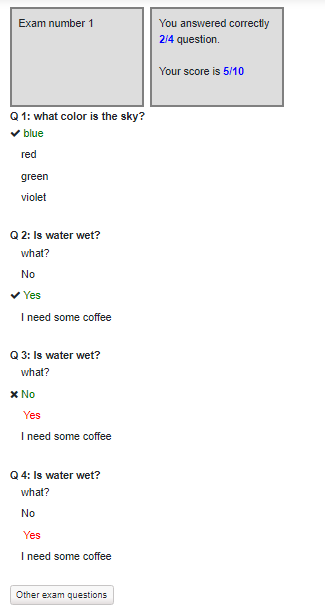 Exam number 1
You answered correctly
2/4 question.
Your score is 5/10
Q 1: what color is the sky?
blue
red
green
violet
Q 2: Is water wet?
what?
No
Yes
I need some coffee
Q 3: Is water wet?
what?
No
Yes
I need some coffee
Q 4: Is water wet?
what?
No
Yes
I need some coffee
Other exam questions